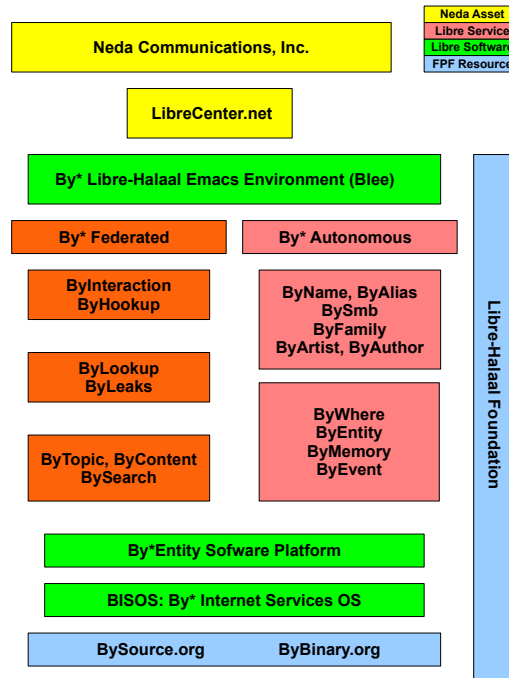 Neda Communications, Inc.
Neda Asset
Libre Service
Libre Software
FPF Resource
LibreCenter.net
By* Libre-Halaal Emacs Environment (Blee)
By* Federated
By* Autonomous
ByInteraction
ByHookup
ByName, ByAlias
BySmb
ByFamily
ByArtist, ByAuthor
ByLookup
ByLeaks
ByWhere
ByEntity
ByMemory
ByEvent
ByTopic, ByContent
BySearch
Libre-Halaal Foundation
By*Entity Sofware Platform
BISOS: By* Internet Services OS
BySource.org
ByBinary.org